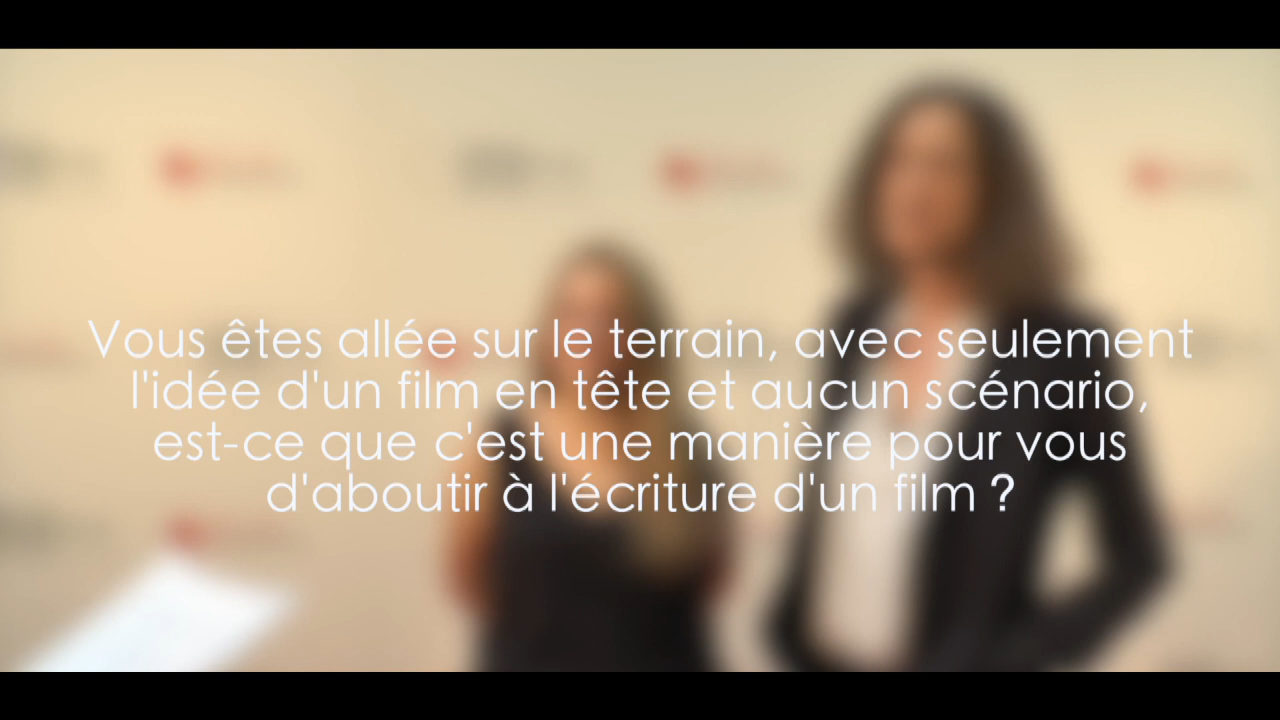 Vous êtes allée sur le terrain, avec seulement
l'idée d'un film en tête et aucun scénario,
est-ce que c'est une manière pour vous
d'aboutir à l'écriture d'un film ?